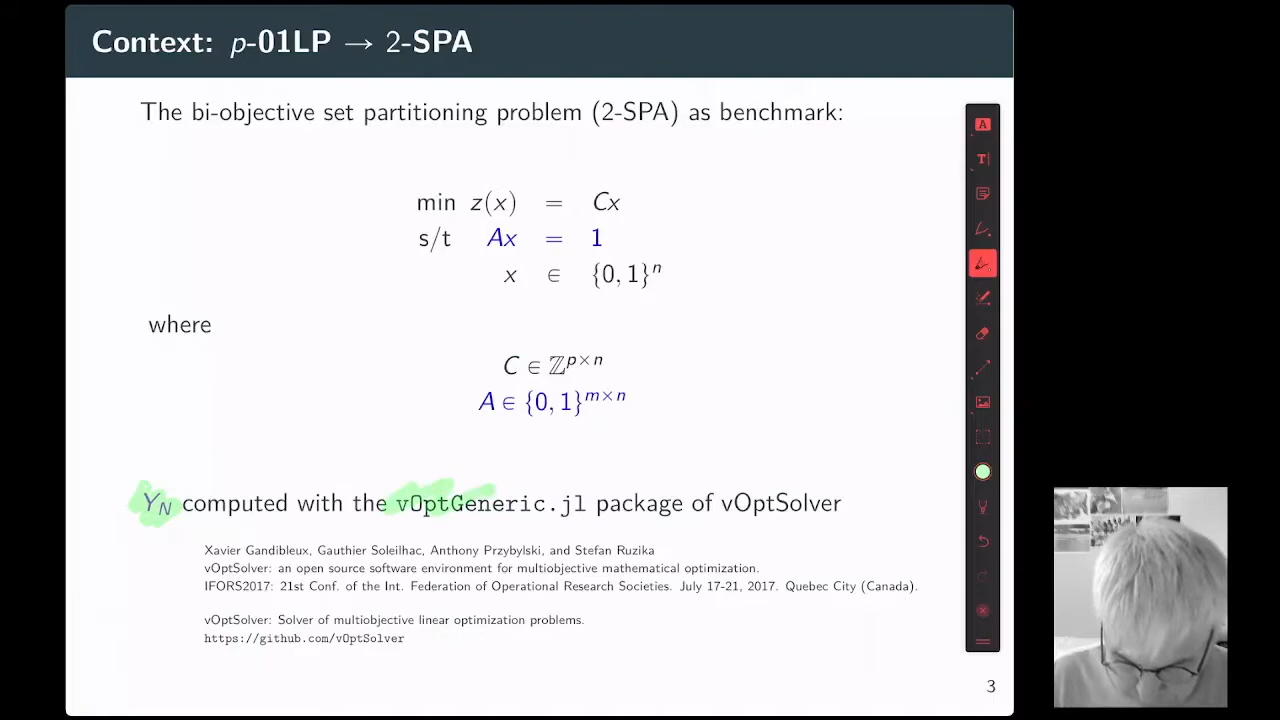 Context: p-01LP → 2-SPA
The bi-objective set partitioning problem (2-SPA) as benchmark:
min z(x) = Cx
s/t Ax = 1
x ∈ {0, 1}ⁿ
where
C ∈ ℤᵖˣⁿ
A ∈ {0, 1}ᵐˣⁿ
Y_N computed with the vOptGeneric.jl package of vOptSolver
Xavier Gandibleux, Gauthier Soleilhac, Anthony Przybylski, and Stefan Ruzika
vOptSolver: an open source software environment for multiobjective mathematical optimization.
IFORS2017: 21st Conf. of the Int. Federation of Operational Research Societies. July 17-21, 2017. Quebec City (Canada).
vOptSolver: Solver of multiobjective linear optimization problems.
https://github.com/vOptSolver
3
A
T